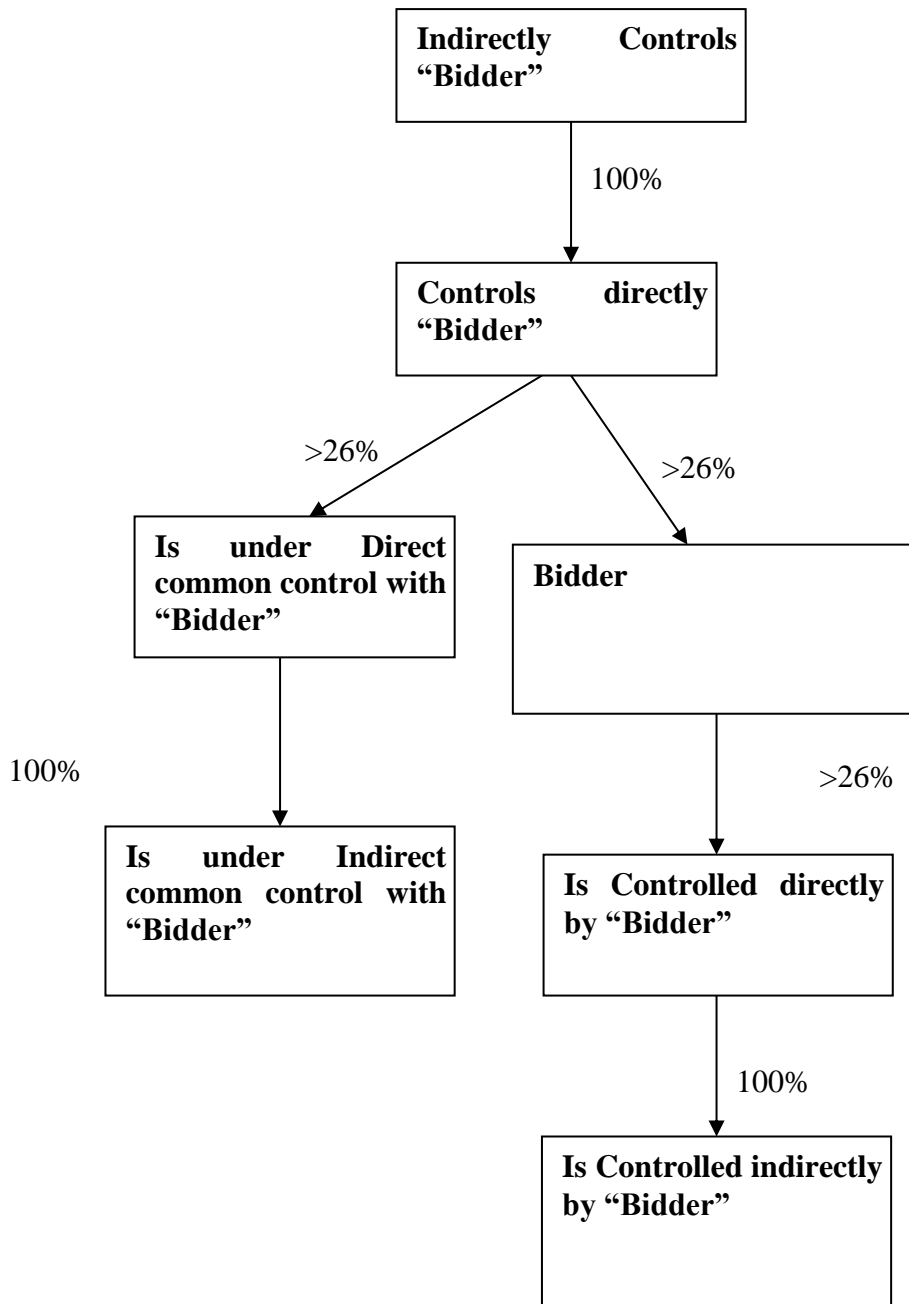 Indirectly Controls
“Bidder”
100%
Controls directly
“Bidder”
>26%
>26%
Is under Direct
common control with
“Bidder”
Bidder
100%
>26%
Is under Indirect
common control with
“Bidder”
Is Controlled directly
by “Bidder”
100%
Is Controlled indirectly
by “Bidder”